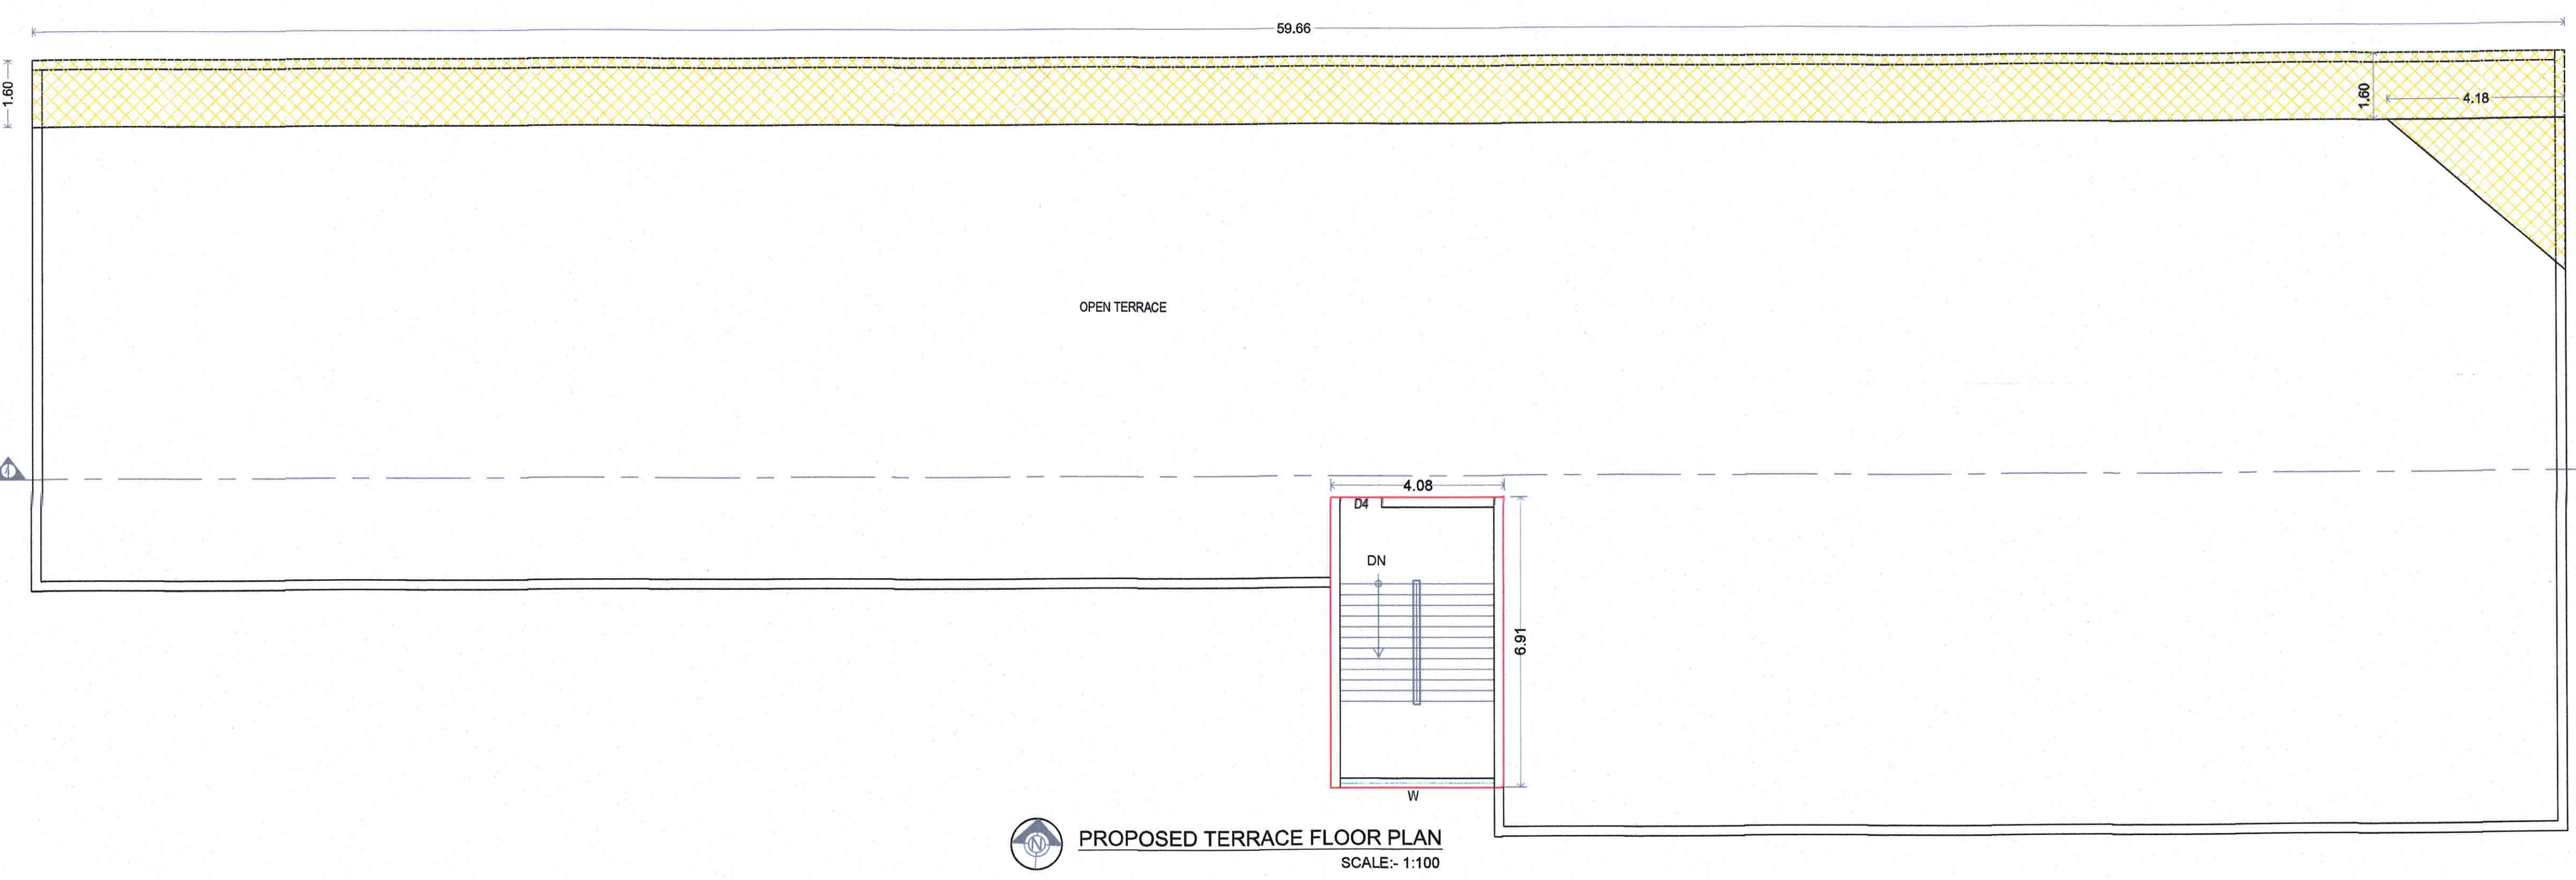 59.66
1.60
1.60
4.18
OPEN TERRACE
4.08
D4
DN
6.91
W
N
PROPOSED TERRACE FLOOR PLAN
SCALE:- 1:100